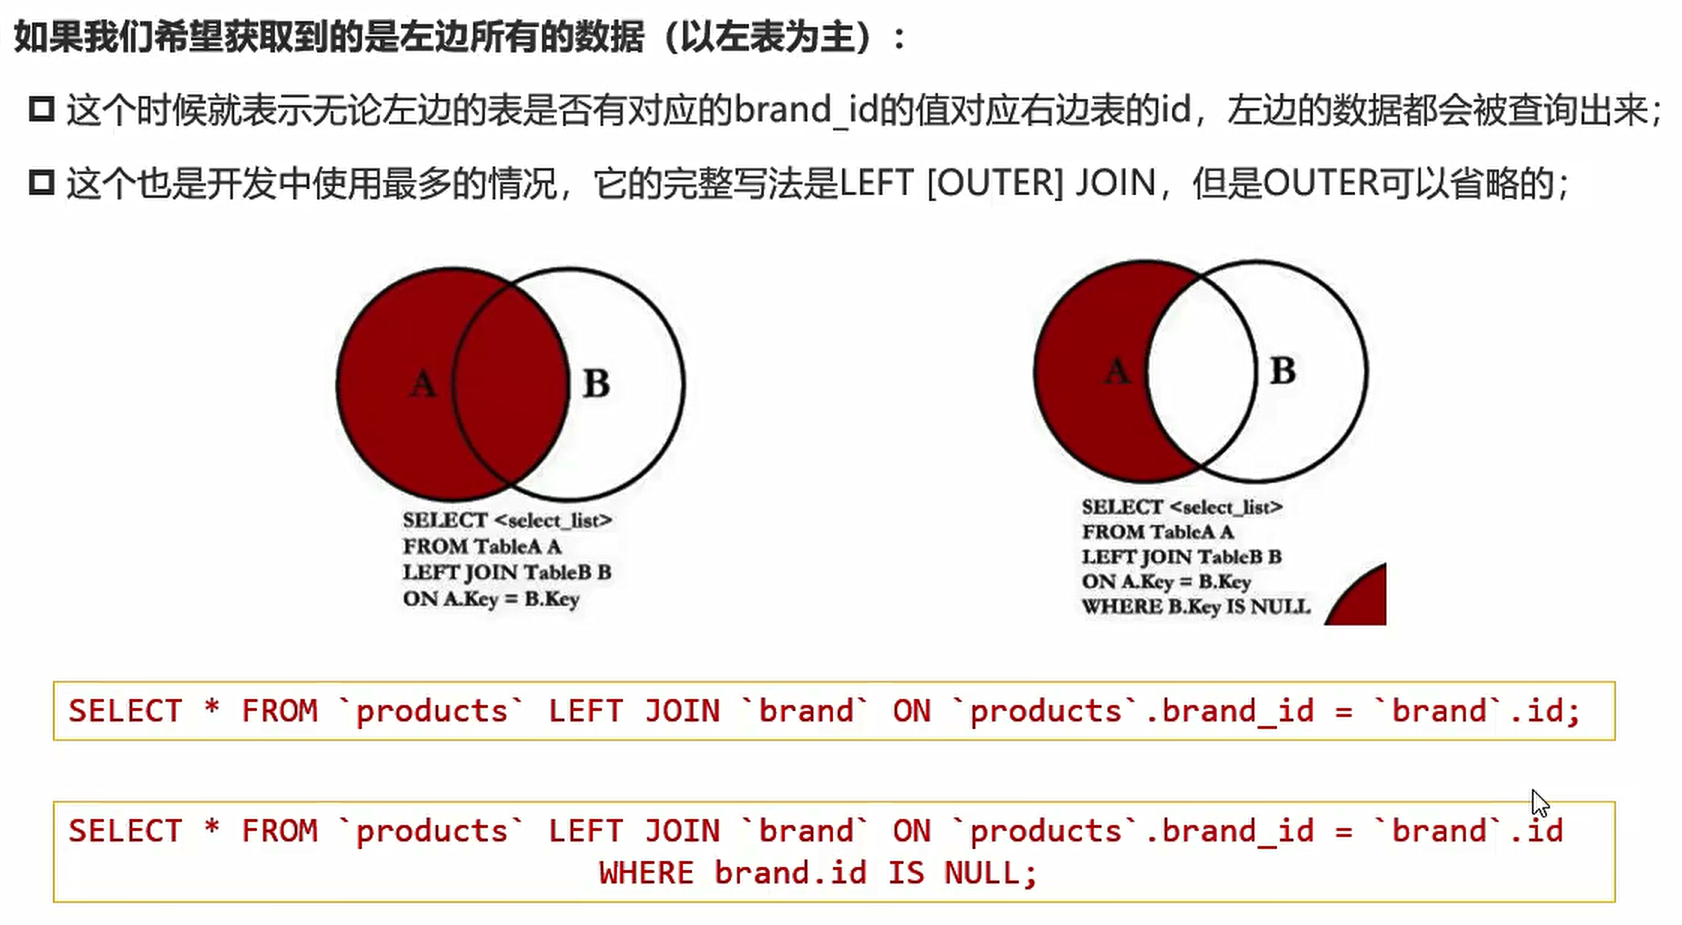 如果我们希望获取到的是左边所有的数据（以左表为主）：
这个时候就表示无论左边的表是否有对应的brand_id的值对应右边表的id，左边的数据都会被查询出来；
这个也是开发中使用最多的情况，它的完整写法是LEFT [OUTER] JOIN，但是OUTER可以省略的；
A
B
SELECT <select_list>
FROM TableA A
LEFT JOIN TableB B
ON A.Key = B.Key
A
B
SELECT <select_list>
FROM TableA A
LEFT JOIN TableB B
ON A.Key = B.Key
WHERE B.Key IS NULL
SELECT * FROM `products` LEFT JOIN `brand` ON `products`.brand_id = `brand`.id;
SELECT * FROM `products` LEFT JOIN `brand` ON `products`.brand_id = `brand`.id
WHERE brand.id IS NULL;